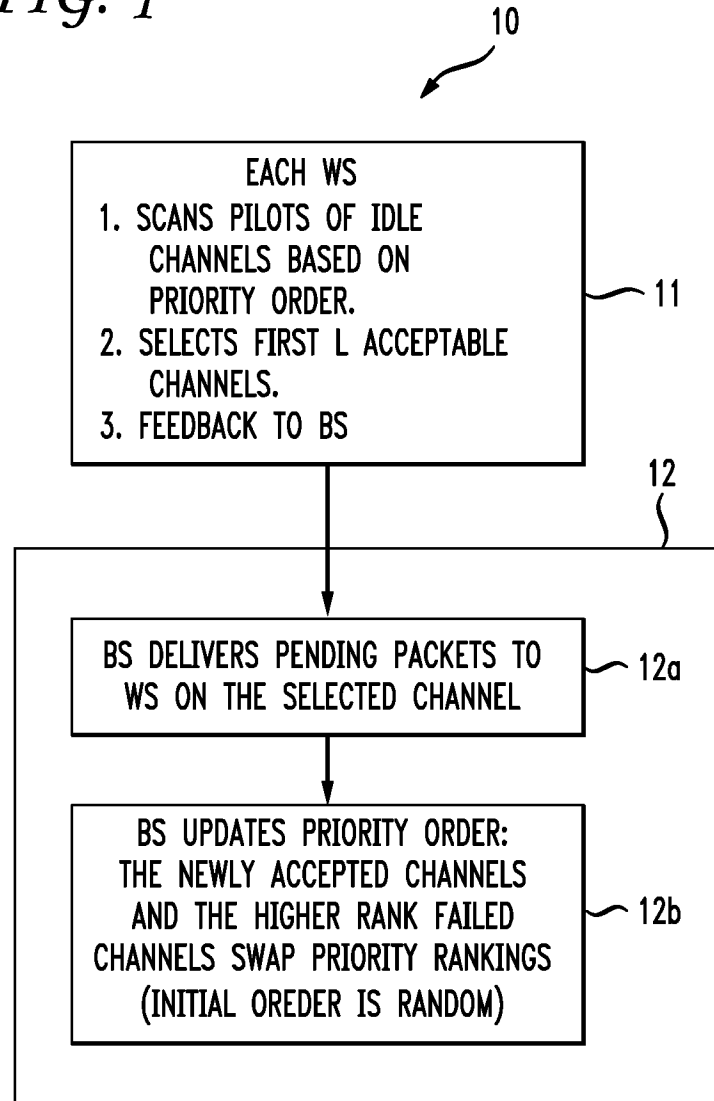 FIG. 1
10
EACH WS
1. SCANS PILOTS OF IDLE
CHANNELS BASED ON
PRIORITY ORDER.
2. SELECTS FIRST L ACCEPTABLE
CHANNELS.
3. FEEDBACK TO BS
11
12
BS DELIVERS PENDING PACKETS TO
WS ON THE SELECTED CHANNEL
12a
BS UPDATES PRIORITY ORDER:
THE NEWLY ACCEPTED CHANNELS
AND THE HIGHER RANK FAILED
CHANNELS SWAP PRIORITY RANKINGS
(INITIAL OREDER IS RANDOM)
12b